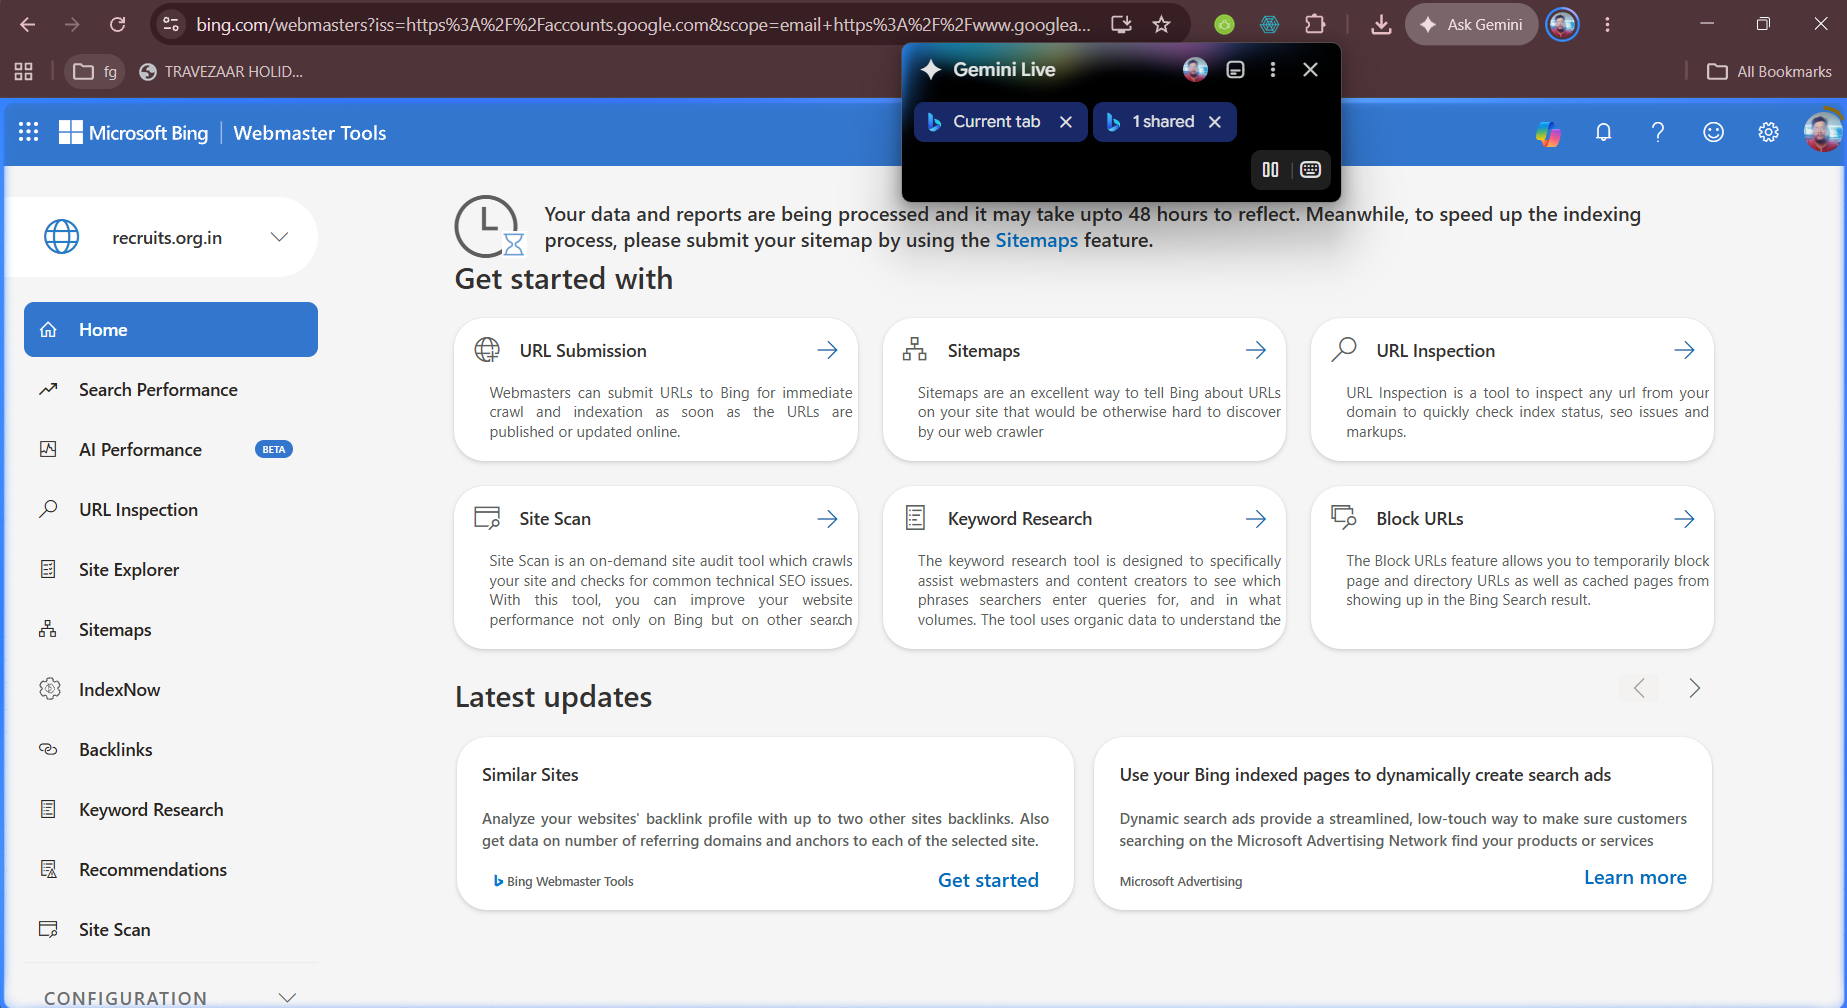 bing.com/webmasters?iss=https%3A%2F%2Faccounts.google.com&scope=email+https%3A%2F%2Fwww.googlea...
Ask Gemini
fg
TRAVEZAAR HOLID...
All Bookmarks
Gemini Live
Current tab
1 shared
Microsoft Bing
Webmaster Tools
recruits.org.in
Home
Search Performance
AI Performance
BETA
URL Inspection
Site Explorer
Sitemaps
IndexNow
Backlinks
Keyword Research
Recommendations
Site Scan
CONFIGURATION
Your data and reports are being processed and it may take upto 48 hours to reflect. Meanwhile, to speed up the indexing
process, please submit your sitemap by using the Sitemaps feature.
Get started with
URL Submission
Webmasters can submit URLs to Bing for immediate
crawl and indexation as soon as the URLs are
published or updated online.
Sitemaps
Sitemaps are an excellent way to tell Bing about URLs
on your site that would be otherwise hard to discover
by our web crawler
URL Inspection
URL Inspection is a tool to inspect any url from your
domain to quickly check index status, seo issues and
markups.
Site Scan
Site Scan is an on-demand site audit tool which crawls
your site and checks for common technical SEO issues.
With this tool, you can improve your website
performance not only on Bing but on other search
Keyword Research
The keyword research tool is designed to specifically
assist webmasters and content creators to see which
phrases searchers enter queries for, and in what
volumes. The tool uses organic data to understand the
Block URLs
The Block URLs feature allows you to temporarily block
page and directory URLs as well as cached pages from
showing up in the Bing Search result.
Latest updates
Similar Sites
Analyze your websites' backlink profile with up to two other sites backlinks. Also
get data on number of referring domains and anchors to each of the selected site.
Bing Webmaster Tools
Get started
Use your Bing indexed pages to dynamically create search ads
Dynamic search ads provide a streamlined, low-touch way to make sure customers
searching on the Microsoft Advertising Network find your products or services
Microsoft Advertising
Learn more